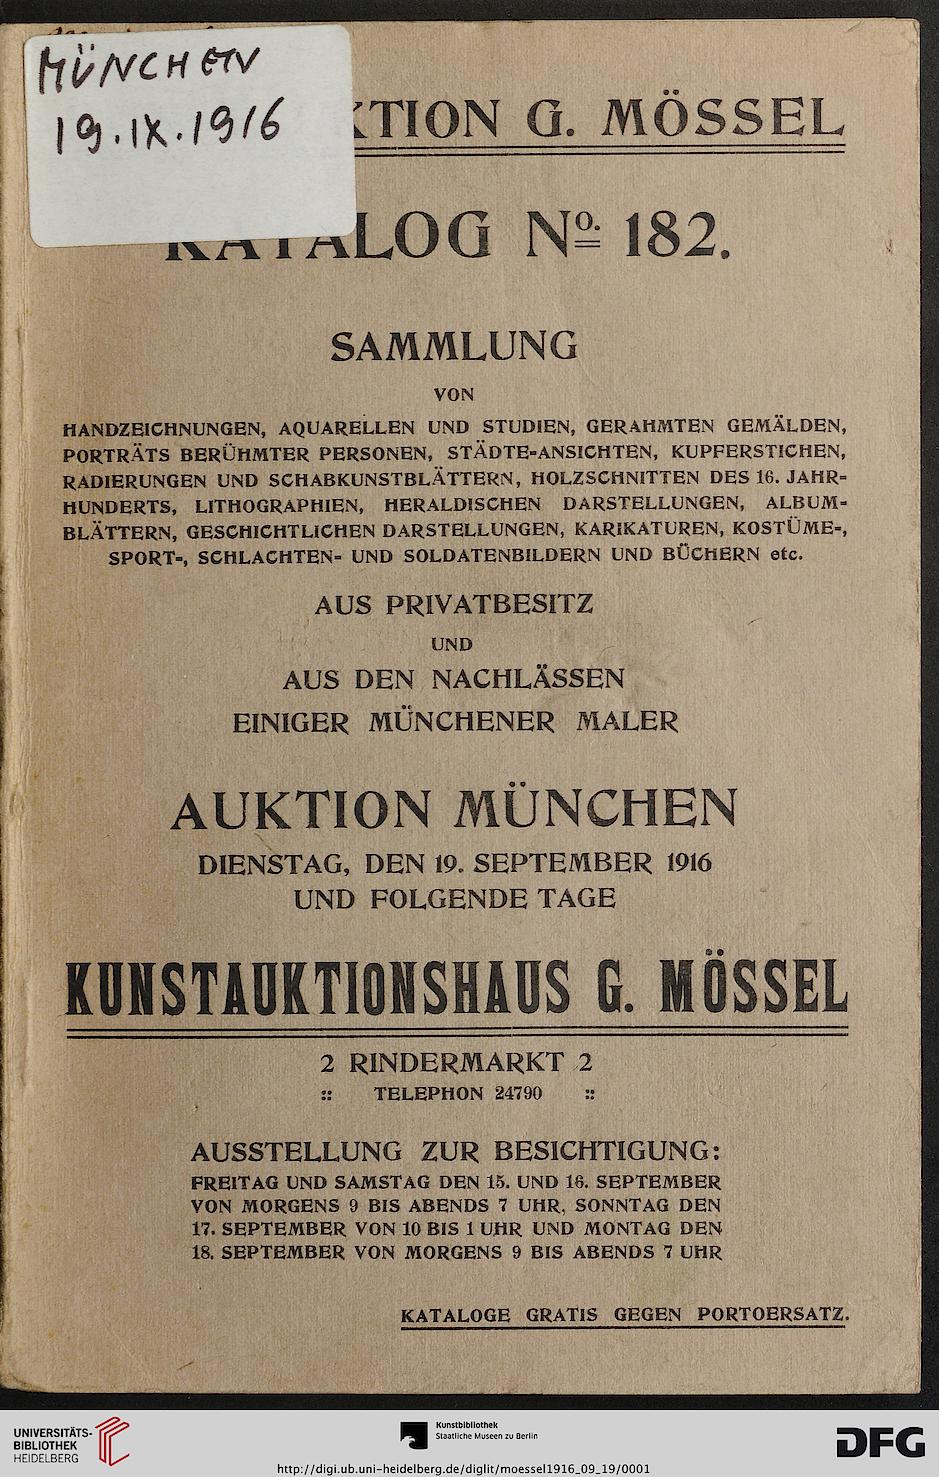 MÜNCHEN
19.IX.1916
KTION G. MÖSSEL
KATALOG No. 182.
SAMMLUNG
VON
HANDZEICHNUNGEN, AQUARELLEN UND STUDIEN, GERAHMTEN GEMÄLDEN,
PORTRÄTS BERÜHMTER PERSONEN, STÄDTE-ANSICHTEN, KUPFERSTICHEN,
RADIERUNGEN UND SCHABKUNSTBLÄTTERN, HOLZSCHNITTEN DES 16. JAHR-
HUNDERTS, LITHOGRAPHIEN, HERALDISCHEN DARSTELLUNGEN, ALBUM-
BLÄTTERN, GESCHICHTLICHEN DARSTELLUNGEN, KARIKATUREN, KOSTÜME-,
SPORT-, SCHLACHTEN- UND SOLDATENBILDERN UND BÜCHERN etc.
AUS PRIVATBESITZ
UND
AUS DEN NACHLÄSSEN
EINIGER MÜNCHENER MALER
AUKTION MÜNCHEN
DIENSTAG, DEN 19. SEPTEMBER 1916
UND FOLGENDE TAGE
KUNSTAUKTIONSHAUS G. MÖSSEL
2 RINDERMARKT 2
:: TELEPHON 24790 ::
AUSSTELLUNG ZUR BESICHTIGUNG:
FREITAG UND SAMSTAG DEN 15. UND 16. SEPTEMBER
VON MORGENS 9 BIS ABENDS 7 UHR, SONNTAG DEN
17. SEPTEMBER VON 10 BIS 1 UHR UND MONTAG DEN
18. SEPTEMBER VON MORGENS 9 BIS ABENDS 7 UHR
KATALOGE GRATIS GEGEN PORTOERSATZ.
UNIVERSITÄTS-
BIBLIOTHEK
HEIDELBERG
Kunstbibliothek
Staatliche Museen zu Berlin
DFG
http://digi.ub.uni-heidelberg.de/diglit/moessel1916_09_19/0001